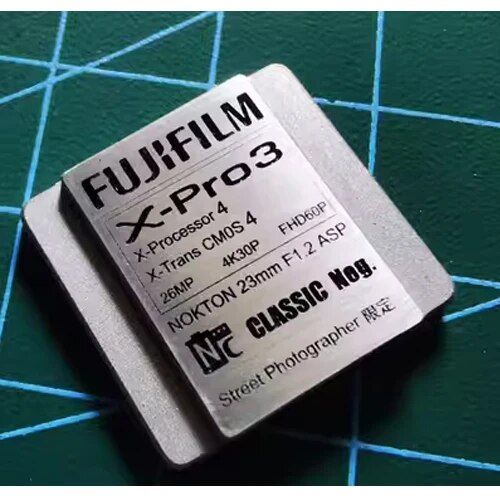 FUJIFILM
X-Pro3
X-Processor 4
X-Trans CMOS 4
26MP 4K30P FHD60P
NOKTON 23mm F1.2 ASP
Nc CLASSIC Neg.
Street Photographer 限定